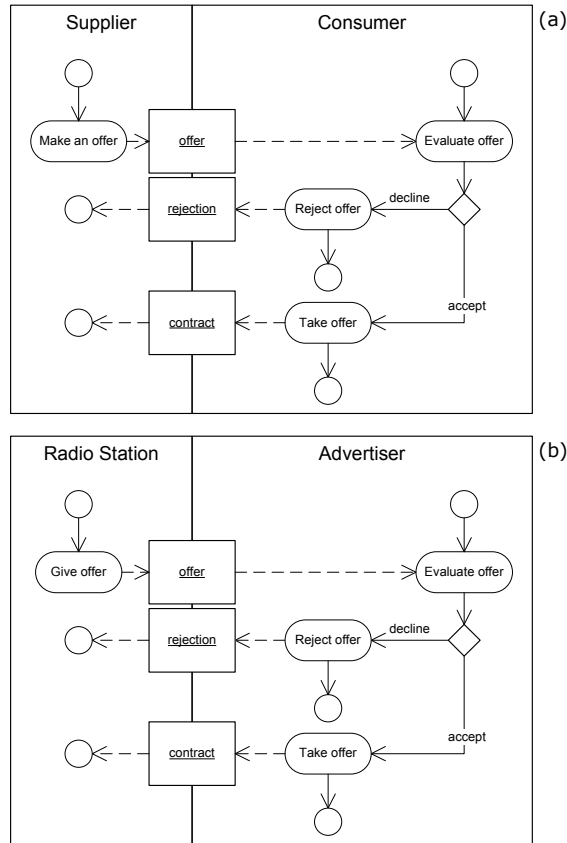 Supplier Consumer (a)
Make an offer offer Evaluate offer
rejection Reject offer decline
accept
contract Take offer
Radio Station Advertiser (b)
Give offer offer Evaluate offer
rejection Reject offer decline
accept
contract Take offer